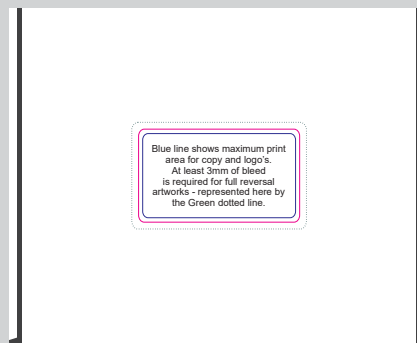 Blue line shows maximum print
area for copy and logo's.
At least 3mm of bleed
is required for full reversal
artworks - represented here by
the Green dotted line.